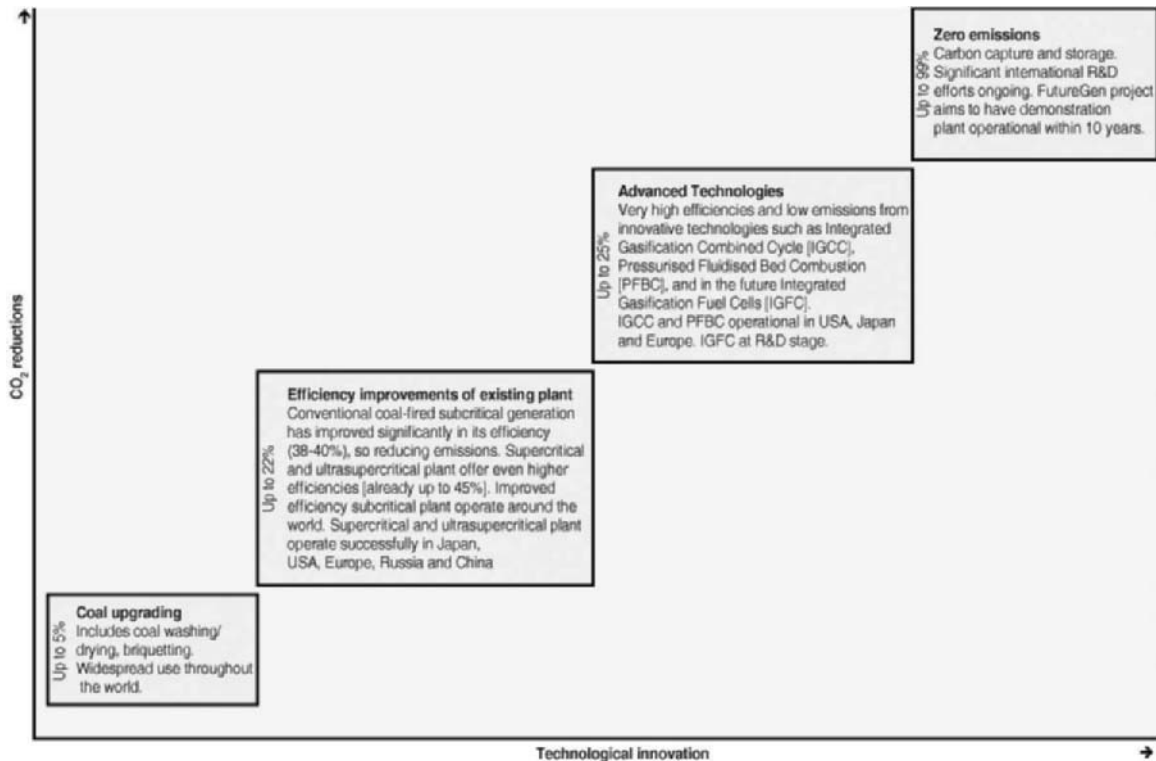 CO2 reductions
Up to 99%
Zero emissions
Carbon capture and storage.
Significant international R&D
efforts ongoing. FutureGen project
aims to have demonstration
plant operational within 10 years.
Up to 25%
Advanced Technologies
Very high efficiencies and low emissions from
innovative technologies such as Integrated
Gasification Combined Cycle [IGCC],
Pressurised Fluidised Bed Combustion
[PFBC], and in the future Integrated
Gasification Fuel Cells [IGFC].
IGCC and PFBC operational in USA, Japan
and Europe. IGFC at R&D stage.
Up to 22%
Efficiency improvements of existing plant
Conventional coal-fired subcritical generation
has improved significantly in its efficiency
(38-40%), so reducing emissions. Supercritical
and ultrasupercritical plant offer even higher
efficiencies [already up to 45%]. Improved
efficiency subcritical plant operate around the
world. Supercritical and ultrasupercritical plant
operate successfully in Japan,
USA, Europe, Russia and China
Up to 5%
Coal upgrading
Includes coal washing/
drying, briquetting.
Widespread use throughout
the world.
Technological innovation